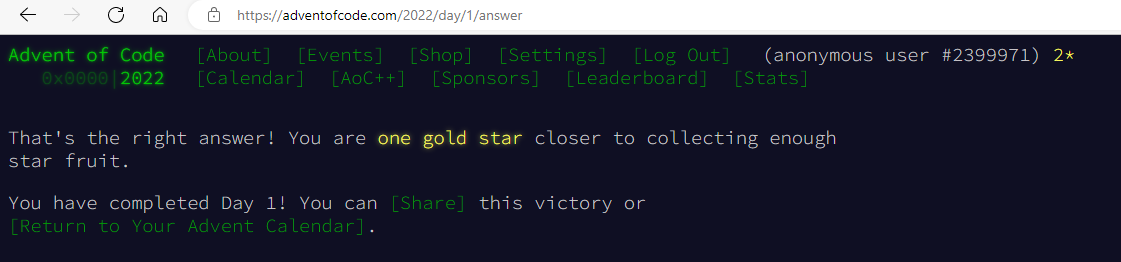 https://adventofcode.com/2022/day/1/answer
Advent of Code [About] [Events] [Shop] [Settings] [Log Out] (anonymous user #2399971) 2*
0x0000|2022 [Calendar] [AoC++] [Sponsors] [Leaderboard] [Stats]
That's the right answer! You are one gold star closer to collecting enough
star fruit.
You have completed Day 1! You can [Share] this victory or
[Return to Your Advent Calendar].